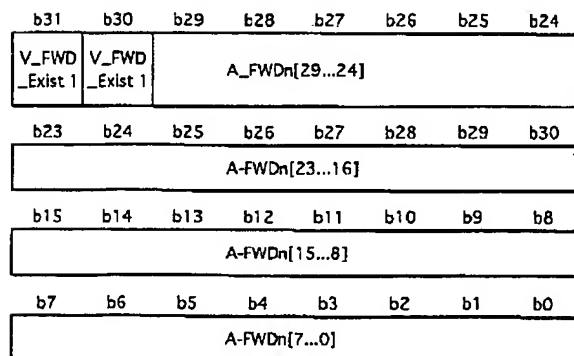 b31 b30 b29 b28 b27 b26 b25 b24
V_FWD V_FWD
_Exist 1 _Exist 1
A_FWDn[29...24]
b23 b24 b25 b26 b27 b28 b29 b30
A-FWDn[23...16]
b15 b14 b13 b12 b11 b10 b9 b8
A-FWDn[15...8]
b7 b6 b5 b4 b3 b2 b1 b0
A-FWDn[7...0]